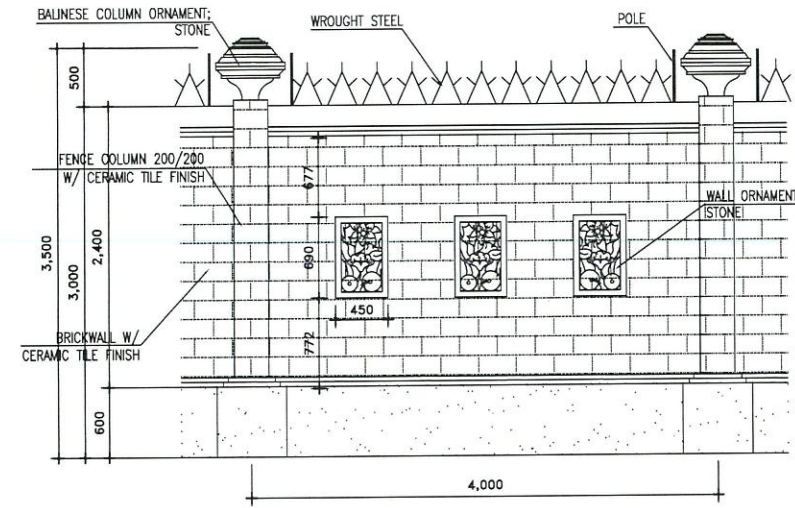 BALINESE COLUMN ORNAMENT;
STONE
WROUGHT STEEL
POLE
500
FENCE COLUMN 200/200
W/ CERAMIC TILE FINISH
677
WALL ORNAMENT
STONE
3,500
3,000
2,400
690
450
BRICKWALL W/
CERAMIC TILE FINISH
772
600
4,000